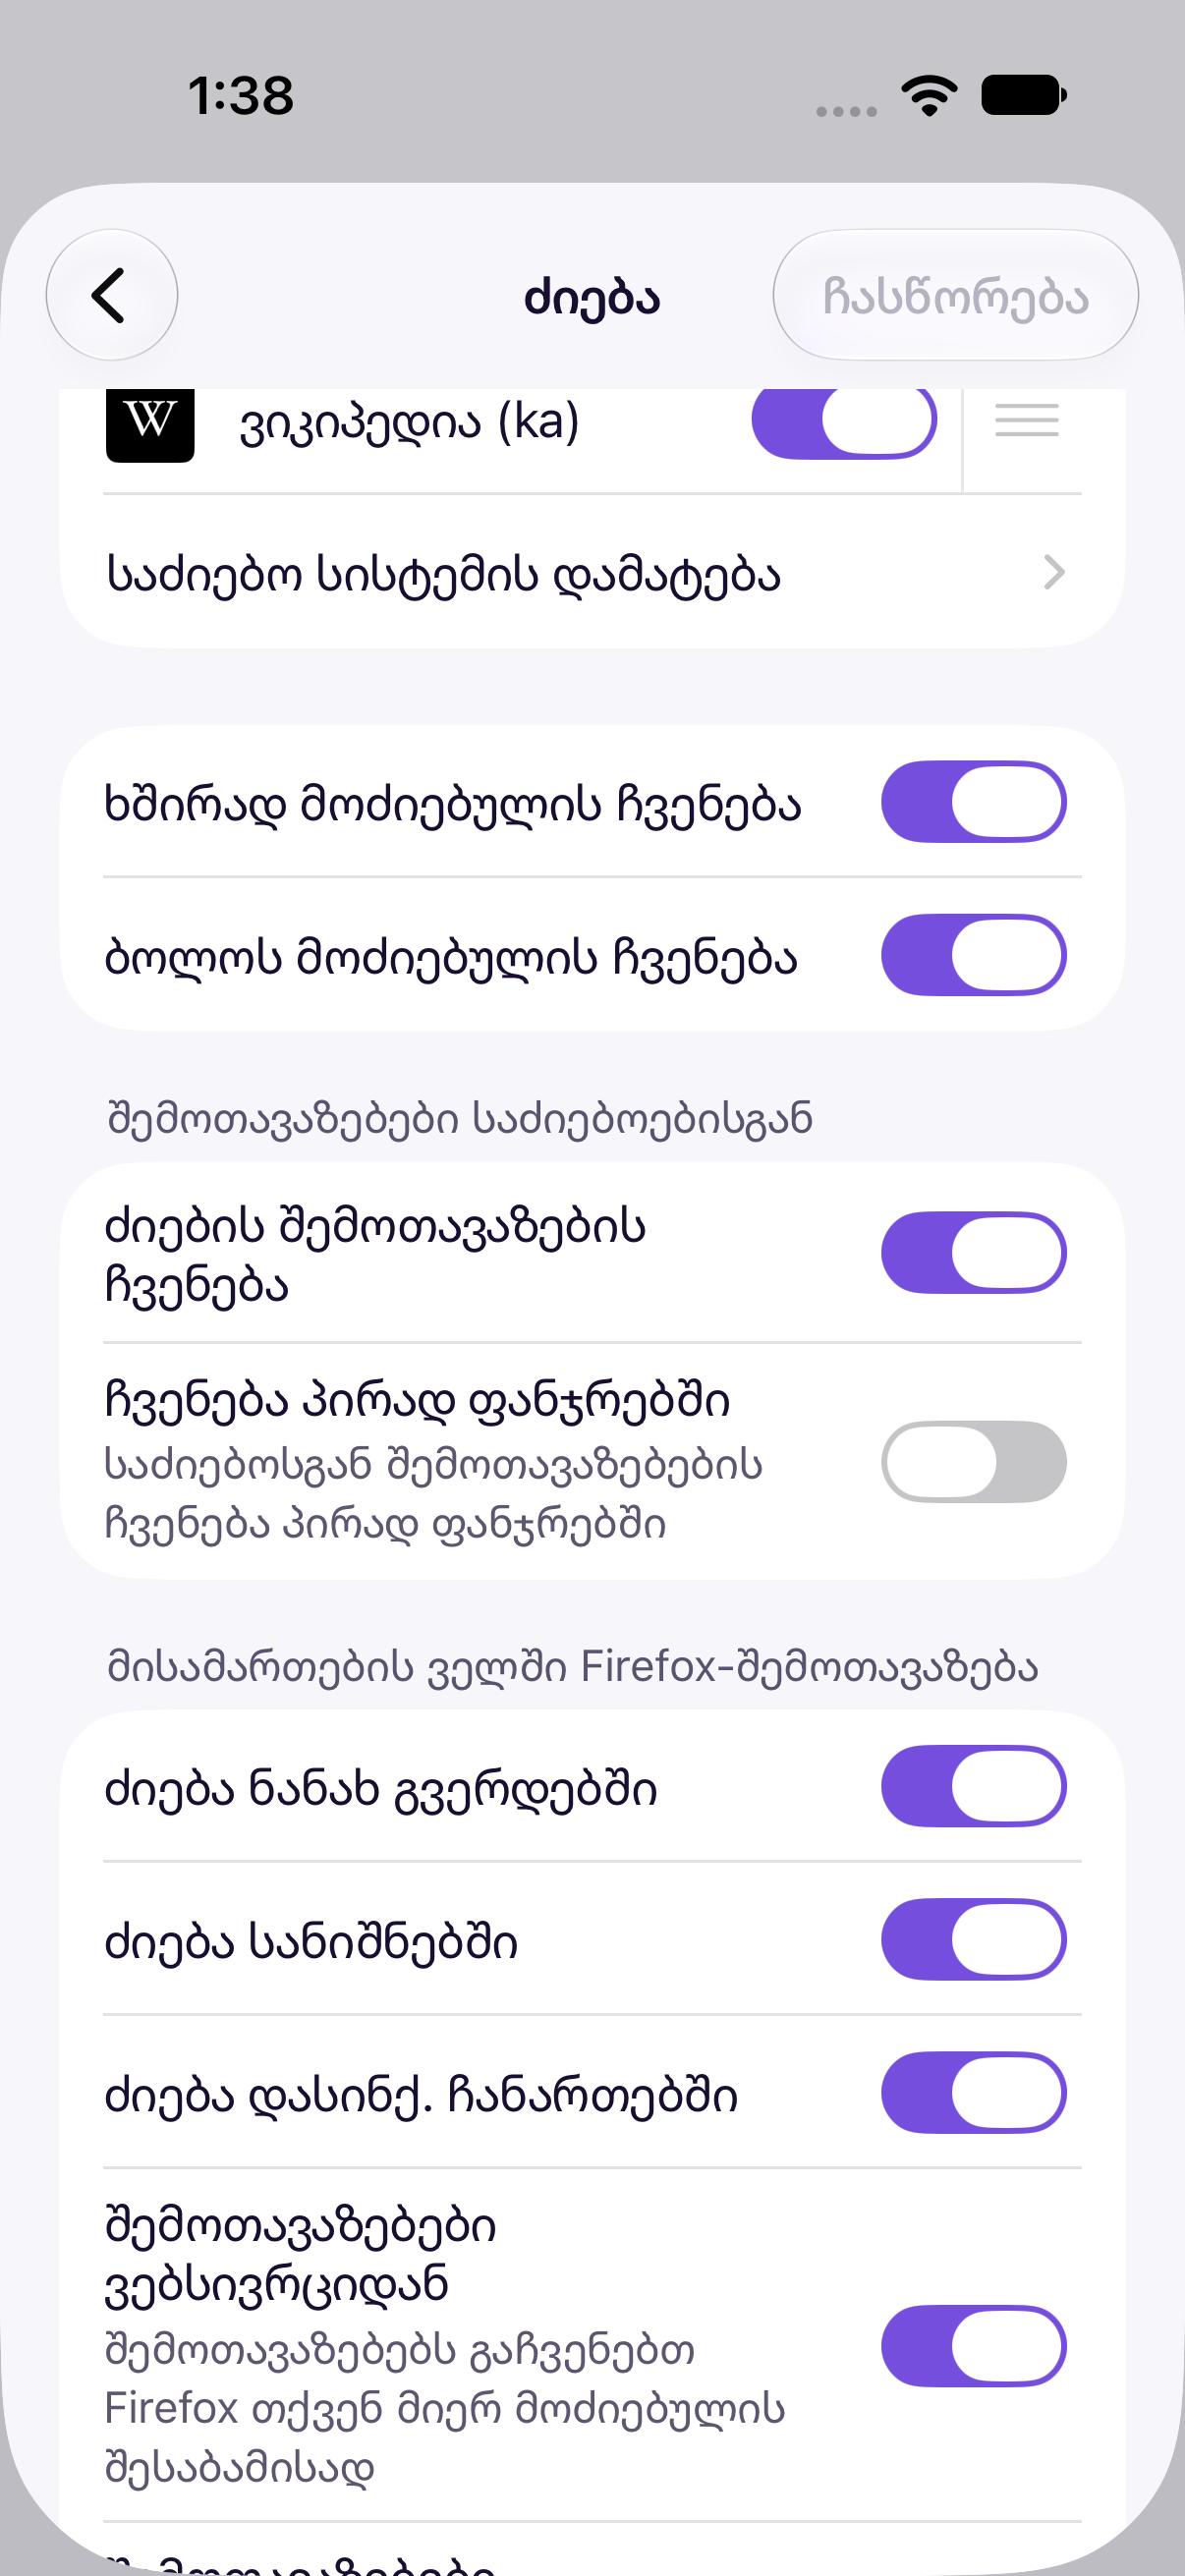 1:38
ძიება
ჩასწორება
W
ვიკიპედია (ka)
საძიებო სისტემის დამატება
ხშირად მოძიებულის ჩვენება
ბოლოს მოძიებულის ჩვენება
შემოთავაზებები საძიებოებისგან
ძიების შემოთავაზების
ჩვენება
ჩვენება პირად ფანჯრებში
საძიებოსგან შემოთავაზებების
ჩვენება პირად ფანჯრებში
მისამართების ველში Firefox-შემოთავაზება
ძიება ნანახ გვერდებში
ძიება სანიშნებში
ძიება დასინქ. ჩანართებში
შემოთავაზებები
ვებსივრციდან
შემოთავაზებებს გაჩვენებთ
Firefox თქვენ მიერ მოძიებულის
შესაბამისად
შემოთავაზებები